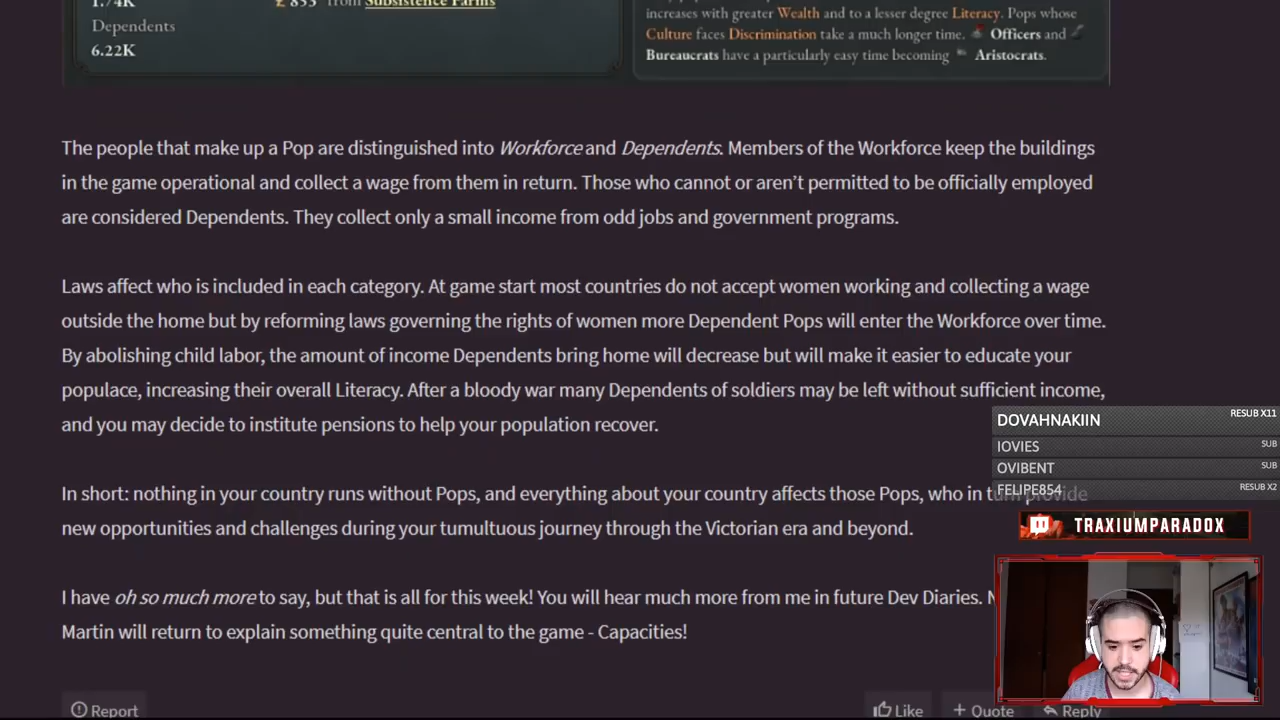 1.74K
£ 853 from Subsistence Farms
Dependents
6.22K
increases with greater Wealth and to a lesser degree Literacy. Pops whose
Culture faces Discrimination take a much longer time. Officers and
Bureaucrats have a particularly easy time becoming Aristocrats.
The people that make up a Pop are distinguished into Workforce and Dependents. Members of the Workforce keep the buildings
in the game operational and collect a wage from them in return. Those who cannot or aren’t permitted to be officially employed
are considered Dependents. They collect only a small income from odd jobs and government programs.
Laws affect who is included in each category. At game start most countries do not accept women working and collecting a wage
outside the home but by reforming laws governing the rights of women more Dependent Pops will enter the Workforce over time.
By abolishing child labor, the amount of income Dependents bring home will decrease but will make it easier to educate your
populace, increasing their overall Literacy. After a bloody war many Dependents of soldiers may be left without sufficient income,
and you may decide to institute pensions to help your population recover.
In short: nothing in your country runs without Pops, and everything about your country affects those Pops, who in turn provide
new opportunities and challenges during your tumultuous journey through the Victorian era and beyond.
I have oh so much more to say, but that is all for this week! You will hear much more from me in future Dev Diaries.
Martin will return to explain something quite central to the game - Capacities!
DOVAHNAKIIN RESUB X11
IOVIES SUB
OVIBENT SUB
FELIPE854 RESUB X2
TRAXIUMPARADOX
Report
Like
+ Quote
Reply